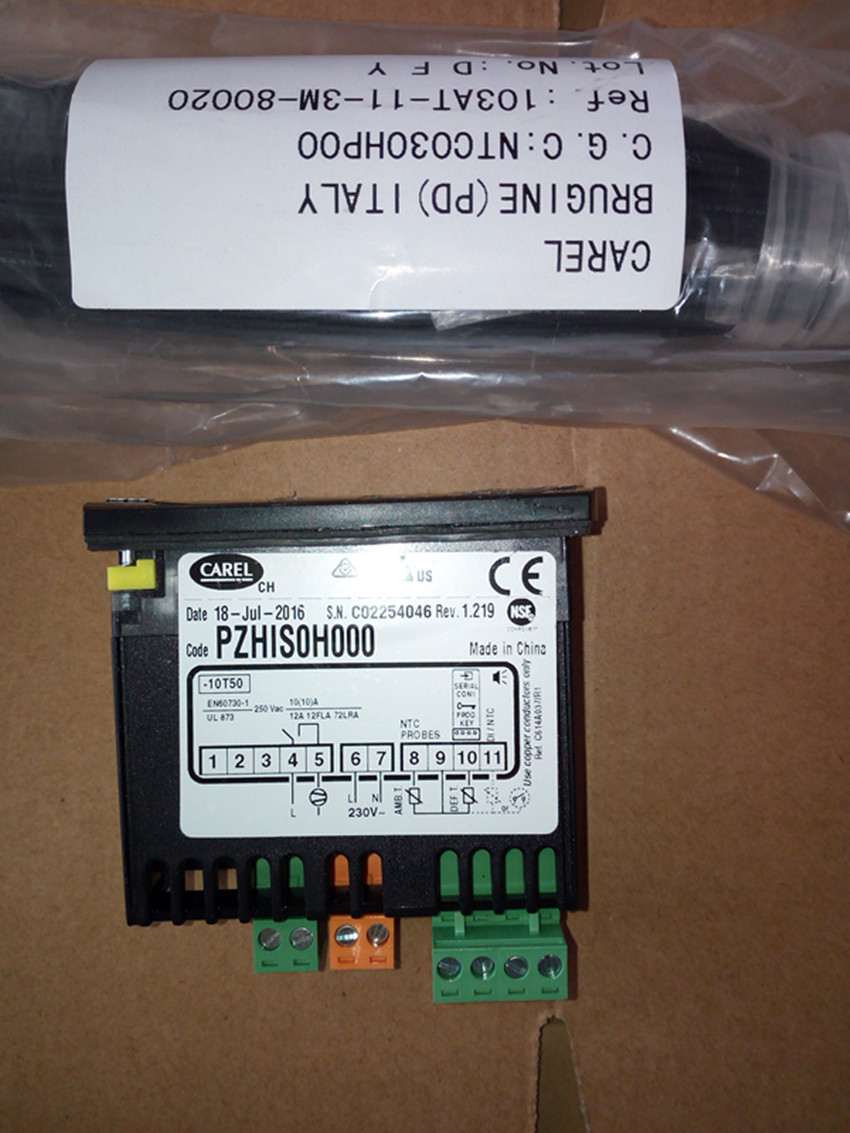 CAREL
BRUGINE(PD)ITALY
C.G.C:NTC030HP00
Ref :103AT-11-3M-80020
Lot.No.:DFY
CAREL
CH
US
CE
Date 18-Jul-2016 S.N. C02254046 Rev. 1.219
NSF
COMPONENT
Code PZHIS0H000
Made in China
-10T50
EN60730-1
UL 873
250 Vac
10(10)A
12A 12FLA 72LRA
SERIAL
CONT
PROG
KEY
NTC
PROBES
DI / NTC
1 2 3 4 5 6 7 8 9 10 11
L
L N
230V~
AMB.T.
DEF.T.
Use copper conductors only